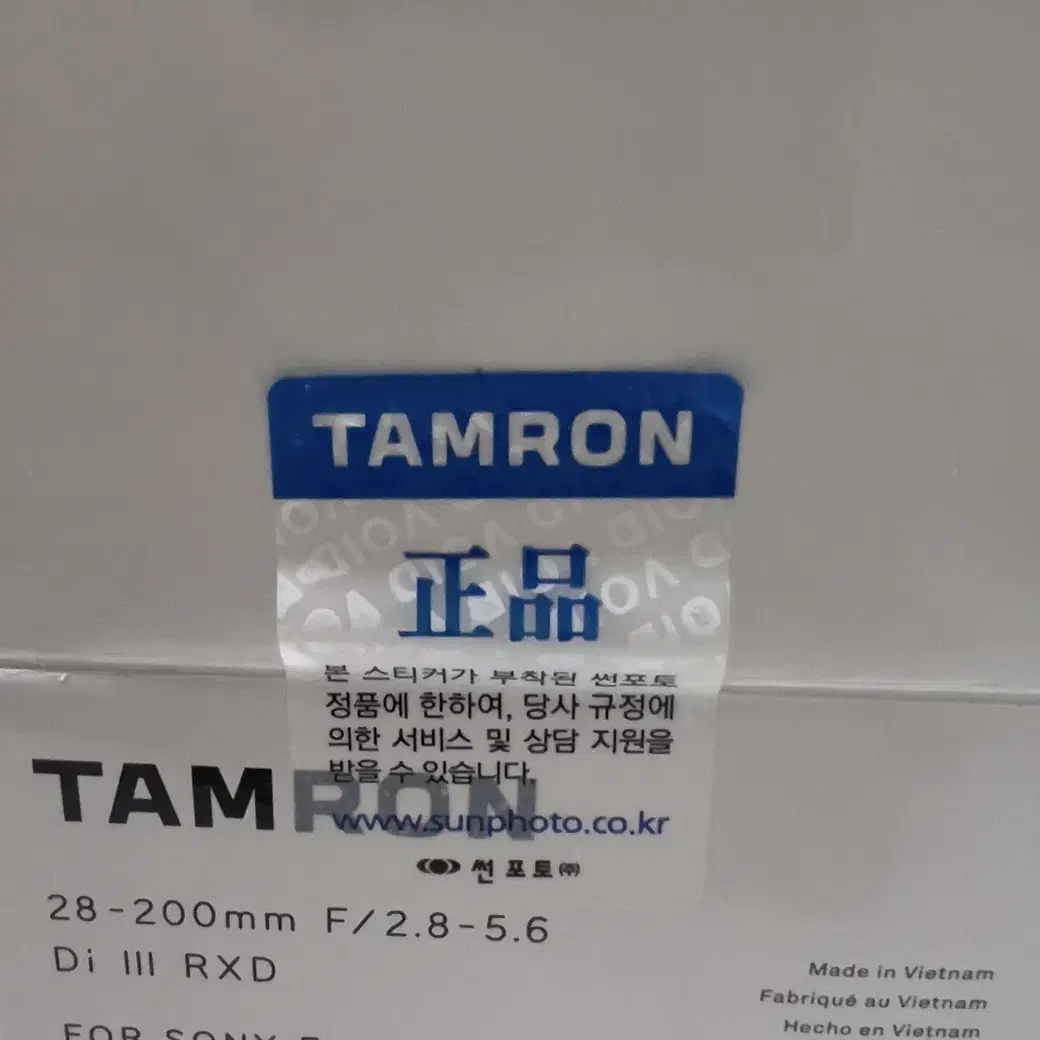 TAMRON
正品
본 스티커가 부착된 썬포토
정품에 한하여, 당사 규정에
의한 서비스 및 상담 지원을
받을 수 있습니다.
www.sunphoto.co.kr
썬포토㈜
TAMRON
28-200mm F/2.8-5.6
Di III RXD
FOR SONY
Made in Vietnam
Fabriqué au Vietnam
Hecho en Vietnam